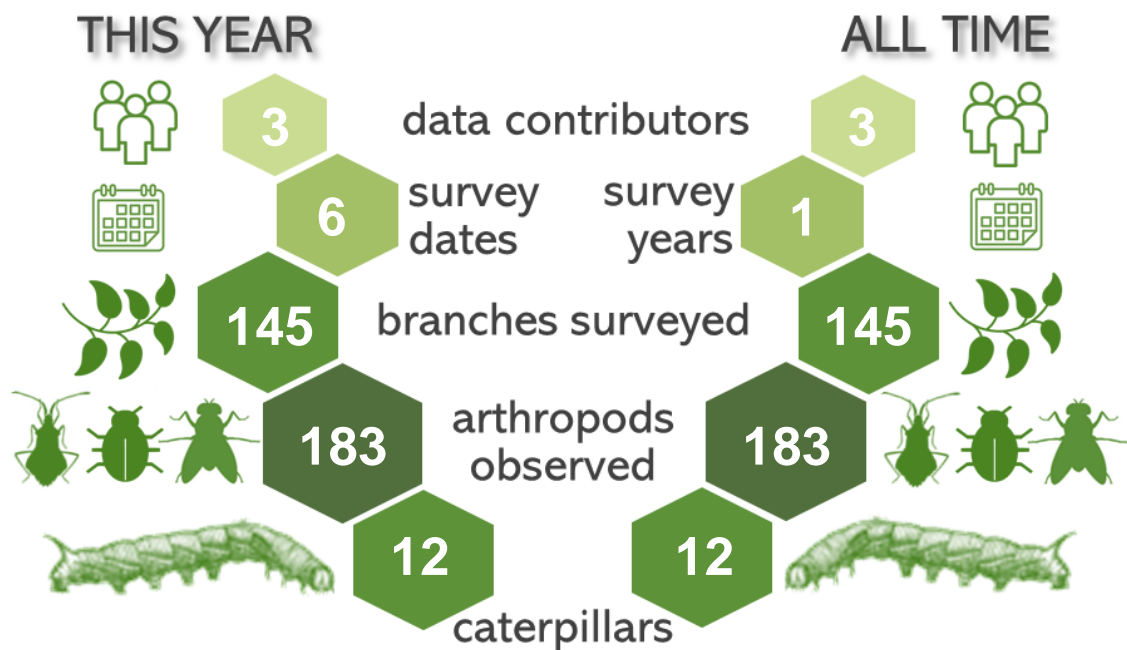 THIS YEAR
ALL TIME
3
data contributors
3
6
survey
dates
survey
years
1
145
branches surveyed
145
183
arthropods
observed
183
12
12
caterpillars